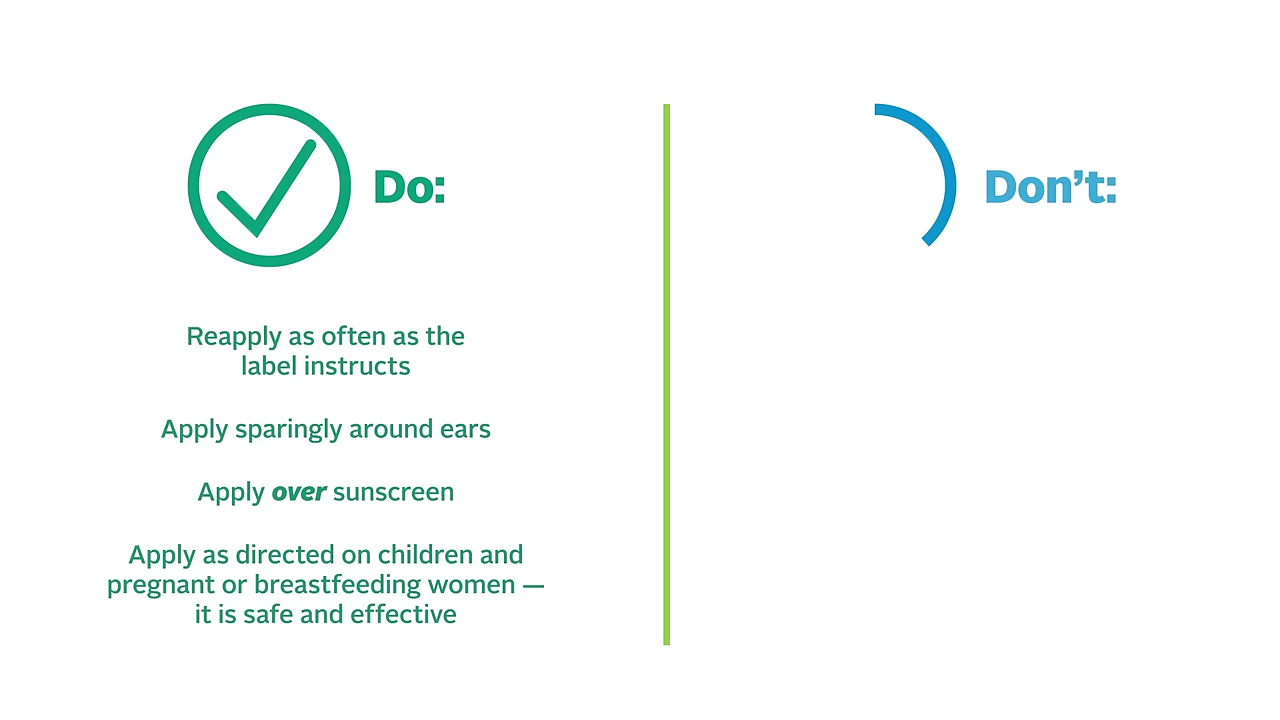 Do:
Reapply as often as the
label instructs
Apply sparingly around ears
Apply over sunscreen
Apply as directed on children and
pregnant or breastfeeding women —
it is safe and effective
Don’t: